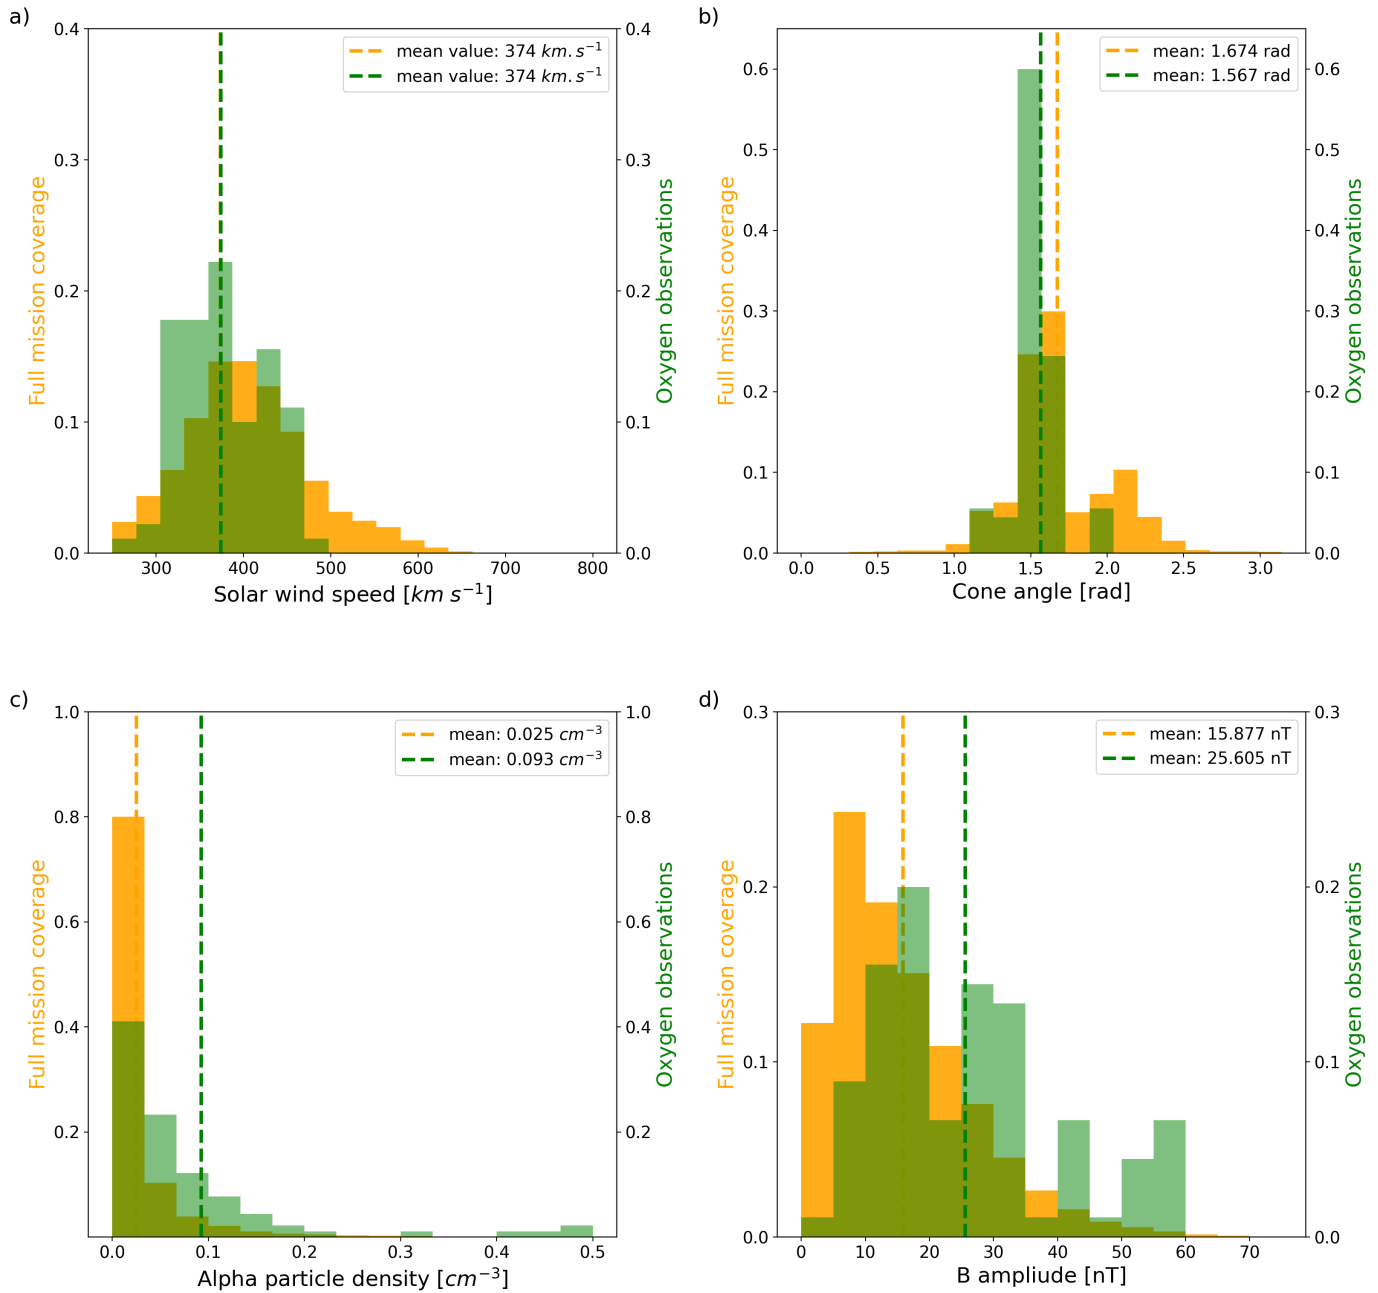 a)
0.4
0.3
0.2
0.1
0.0
0.4
0.3
0.2
0.1
0.0
mean value: 374 km.s⁻¹
mean value: 374 km.s⁻¹
Full mission coverage
Oxygen observations
300 400 500 600 700 800
Solar wind speed [km s⁻¹]
b)
0.6
0.5
0.4
0.3
0.2
0.1
0.0
0.6
0.5
0.4
0.3
0.2
0.1
0.0
mean: 1.674 rad
mean: 1.567 rad
Full mission coverage
Oxygen observations
0.0 0.5 1.0 1.5 2.0 2.5 3.0
Cone angle [rad]
c)
1.0
0.8
0.6
0.4
0.2
1.0
0.8
0.6
0.4
0.2
mean: 0.025 cm⁻³
mean: 0.093 cm⁻³
Full mission coverage
Oxygen observations
0.0 0.1 0.2 0.3 0.4 0.5
Alpha particle density [cm⁻³]
d)
0.3
0.2
0.1
0.0
0.3
0.2
0.1
0.0
mean: 15.877 nT
mean: 25.605 nT
Full mission coverage
Oxygen observations
0 10 20 30 40 50 60 70
B ampliude [nT]